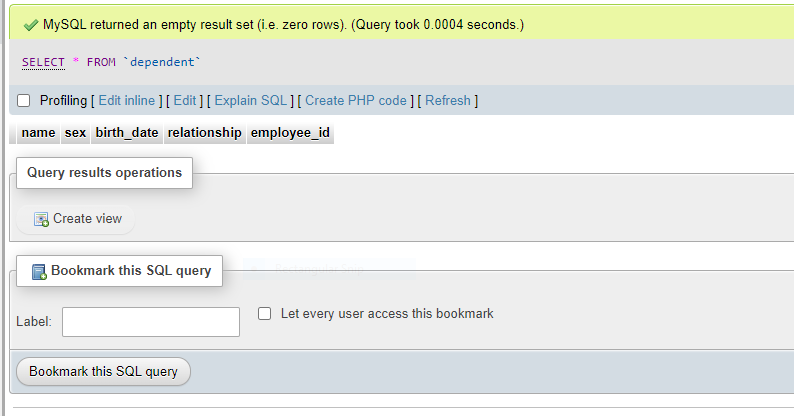 MySQL returned an empty result set (i.e. zero rows). (Query took 0.0004 seconds.)
SELECT * FROM `dependent`
Profiling [ Edit inline ] [ Edit ] [ Explain SQL ] [ Create PHP code ] [ Refresh ]
name sex birth_date relationship employee_id
Query results operations
Create view
Bookmark this SQL query
Label: Let every user access this bookmark
Bookmark this SQL query